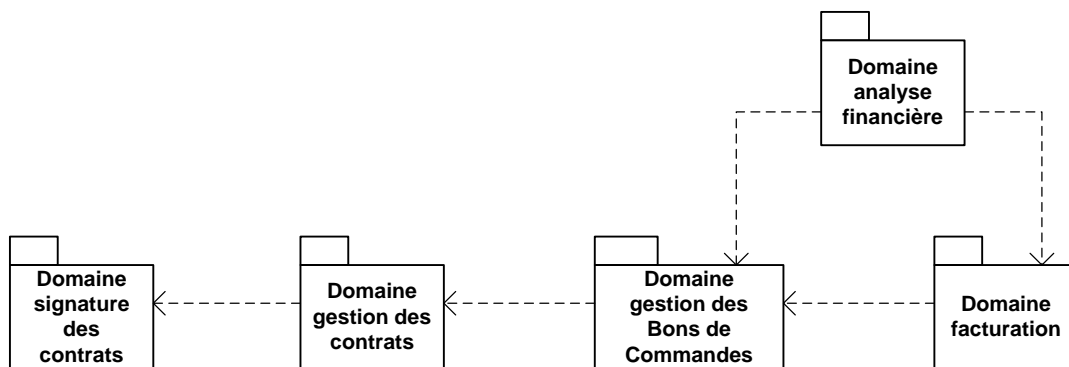 Domaine
analyse
financière
Domaine
signature
des
contrats
Domaine
gestion des
contrats
Domaine
gestion des
Bons de
Commandes
Domaine
facturation